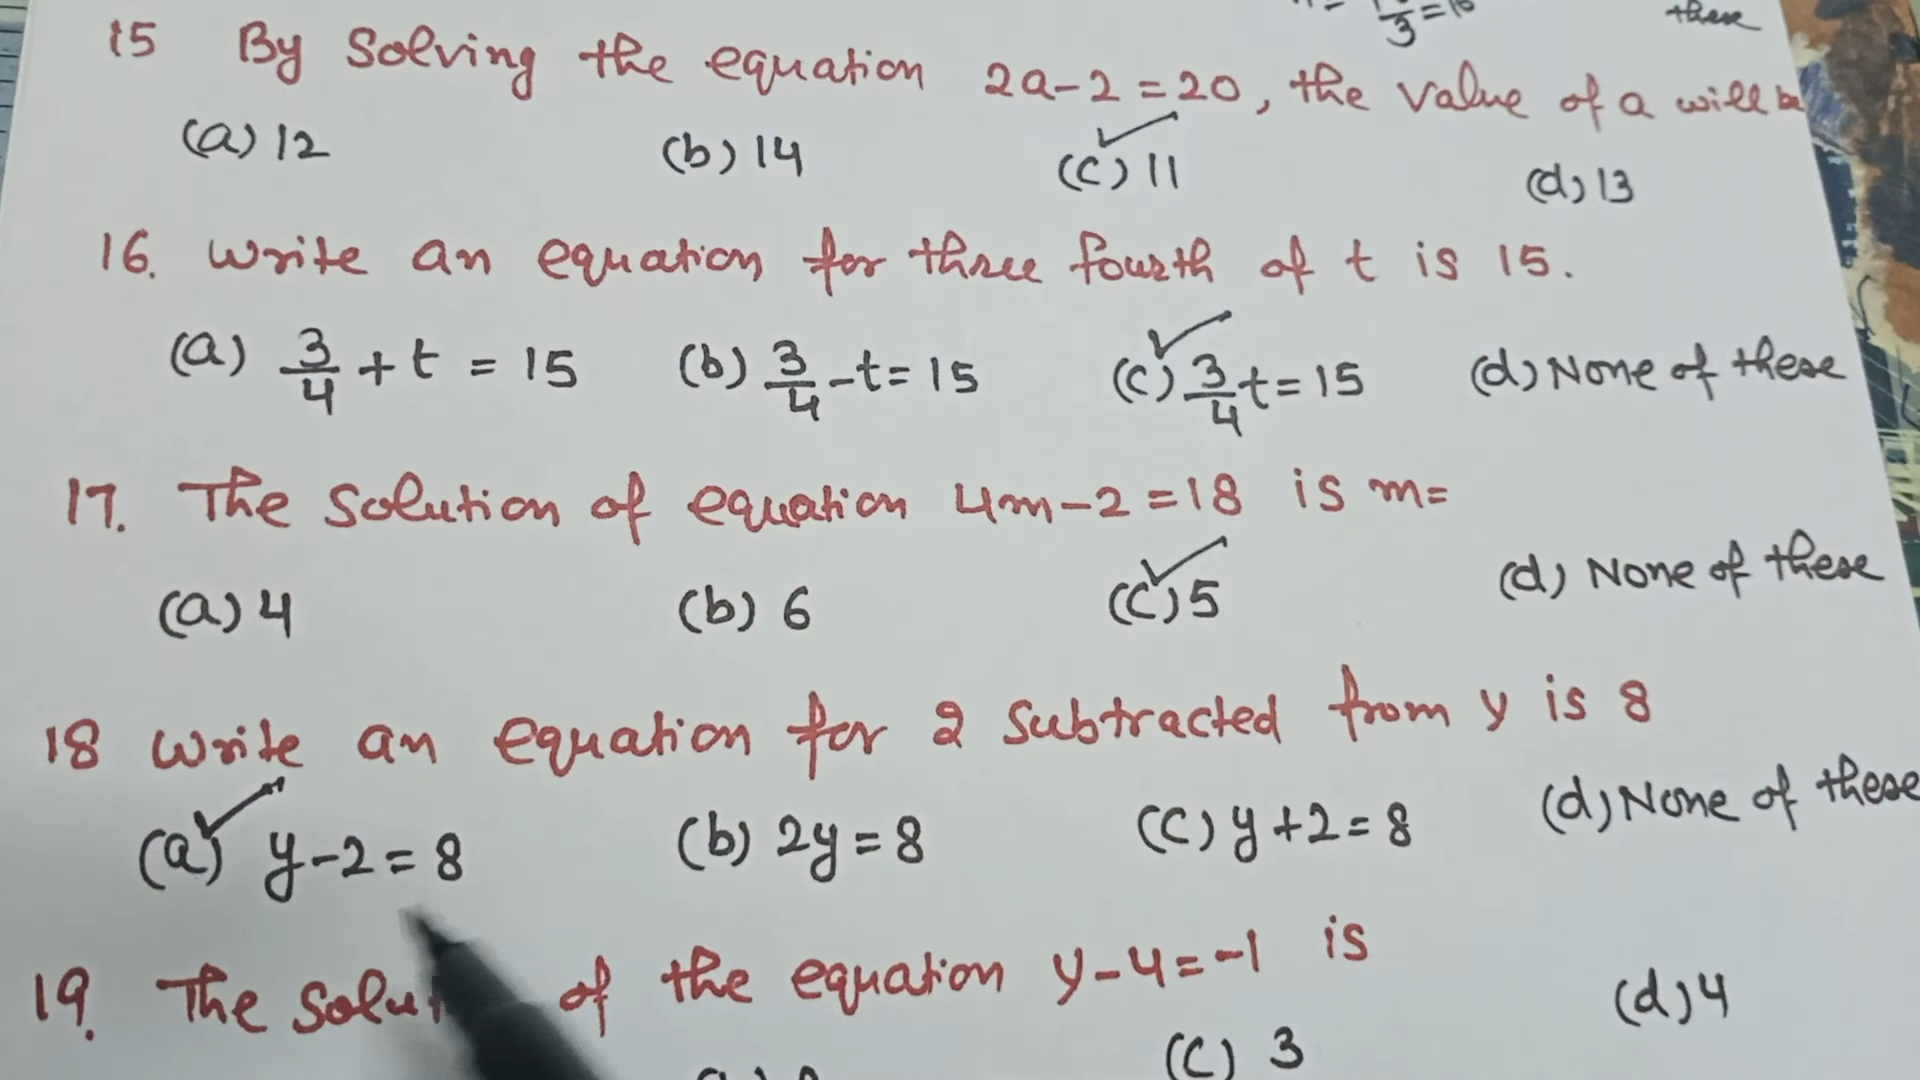 these
15 By Solving the equation 2a-2=20, the value of a will be
(a) 12 (b) 14 (c) 11 (d) 13
16. Write an equation for three fourth of t is 15.
(a) 3/4 + t = 15 (b) 3/4 - t = 15 (c) 3/4 t = 15 (d) None of these
17. The Solution of equation 4m-2=18 is m=
(a) 4 (b) 6 (c) 5 (d) None of these
18 Write an equation for 2 Subtracted from y is 8
(a) y-2=8 (b) 2y=8 (c) y+2=8 (d) None of these
19. The of the equation y-4=-1 is
(c) 3 (d) 4